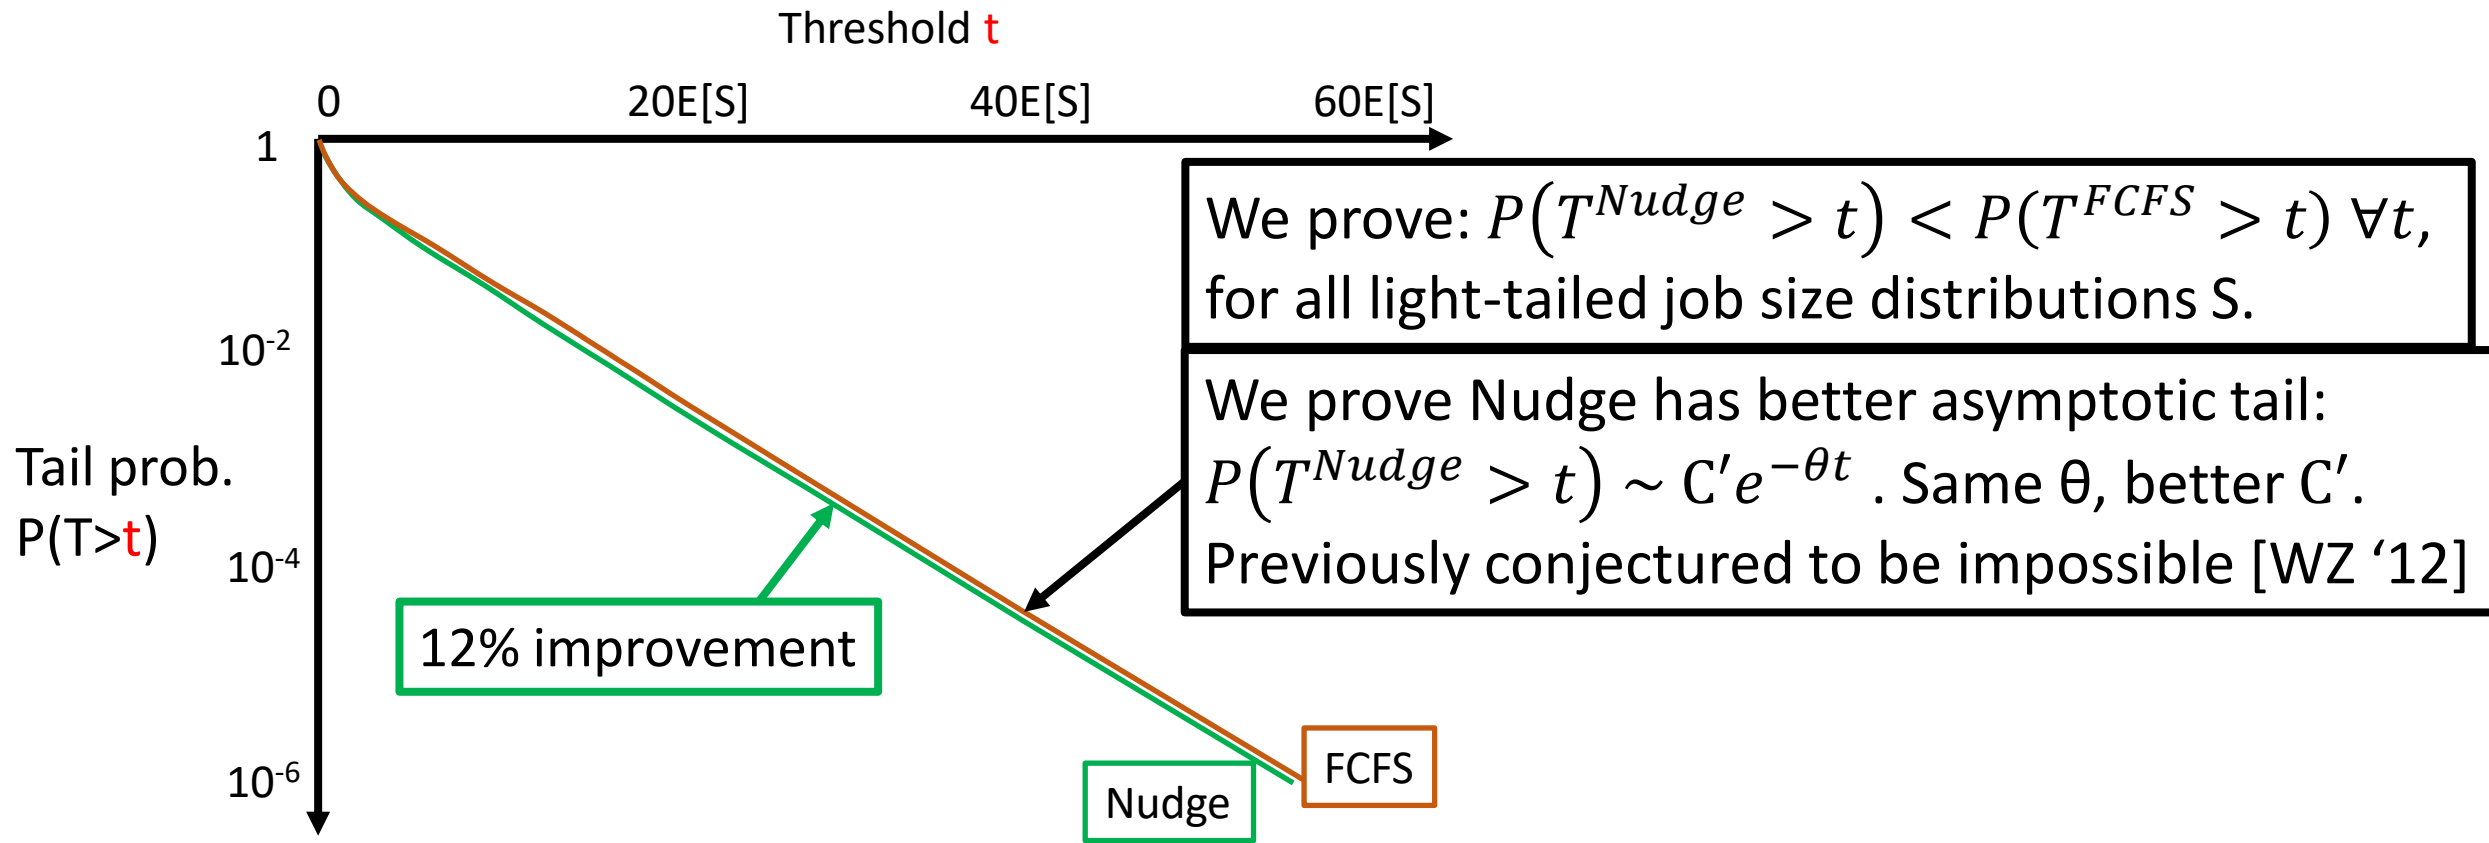 Threshold t
0 20E[S] 40E[S] 60E[S]
1
10⁻²
10⁻⁴
10⁻⁶
Tail prob.
P(T>t)
We prove: P(T^{Nudge} > t) < P(T^{FCFS} > t) ∀t,
for all light-tailed job size distributions S.
We prove Nudge has better asymptotic tail:
P(T^{Nudge} > t) ~ C′e^{−θt} . Same θ, better C′.
Previously conjectured to be impossible [WZ ‘12]
12% improvement
Nudge
FCFS